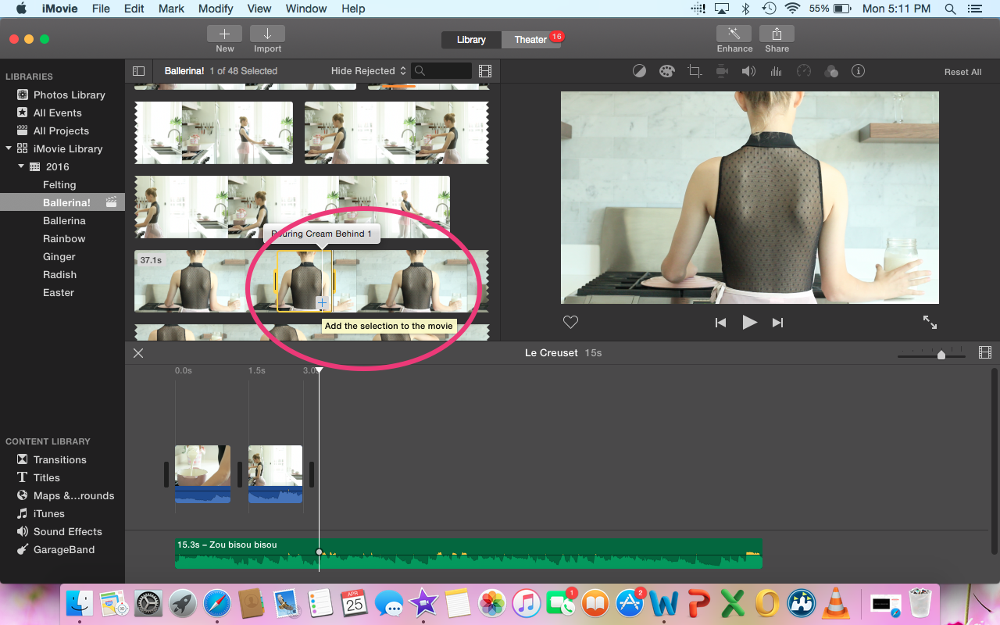 iMovie File Edit Mark Modify View Window Help 55% Mon 5:11 PM
New Import Library Theater 16 Enhance Share
LIBRARIES
Photos Library
All Events
All Projects
iMovie Library
2016
Felting
Ballerina!
Ballerina
Rainbow
Ginger
Radish
Easter
CONTENT LIBRARY
Transitions
T Titles
Maps &...rounds
iTunes
Sound Effects
GarageBand
Ballerina! 1 of 48 Selected Hide Rejected
Reset All
Pouring Cream Behind 1
37.1s
Add the selection to the movie
Le Creuset 15s
0.0s 1.5s 3.0s
15.3s – Zou bisou bisou
APR
25
1
2